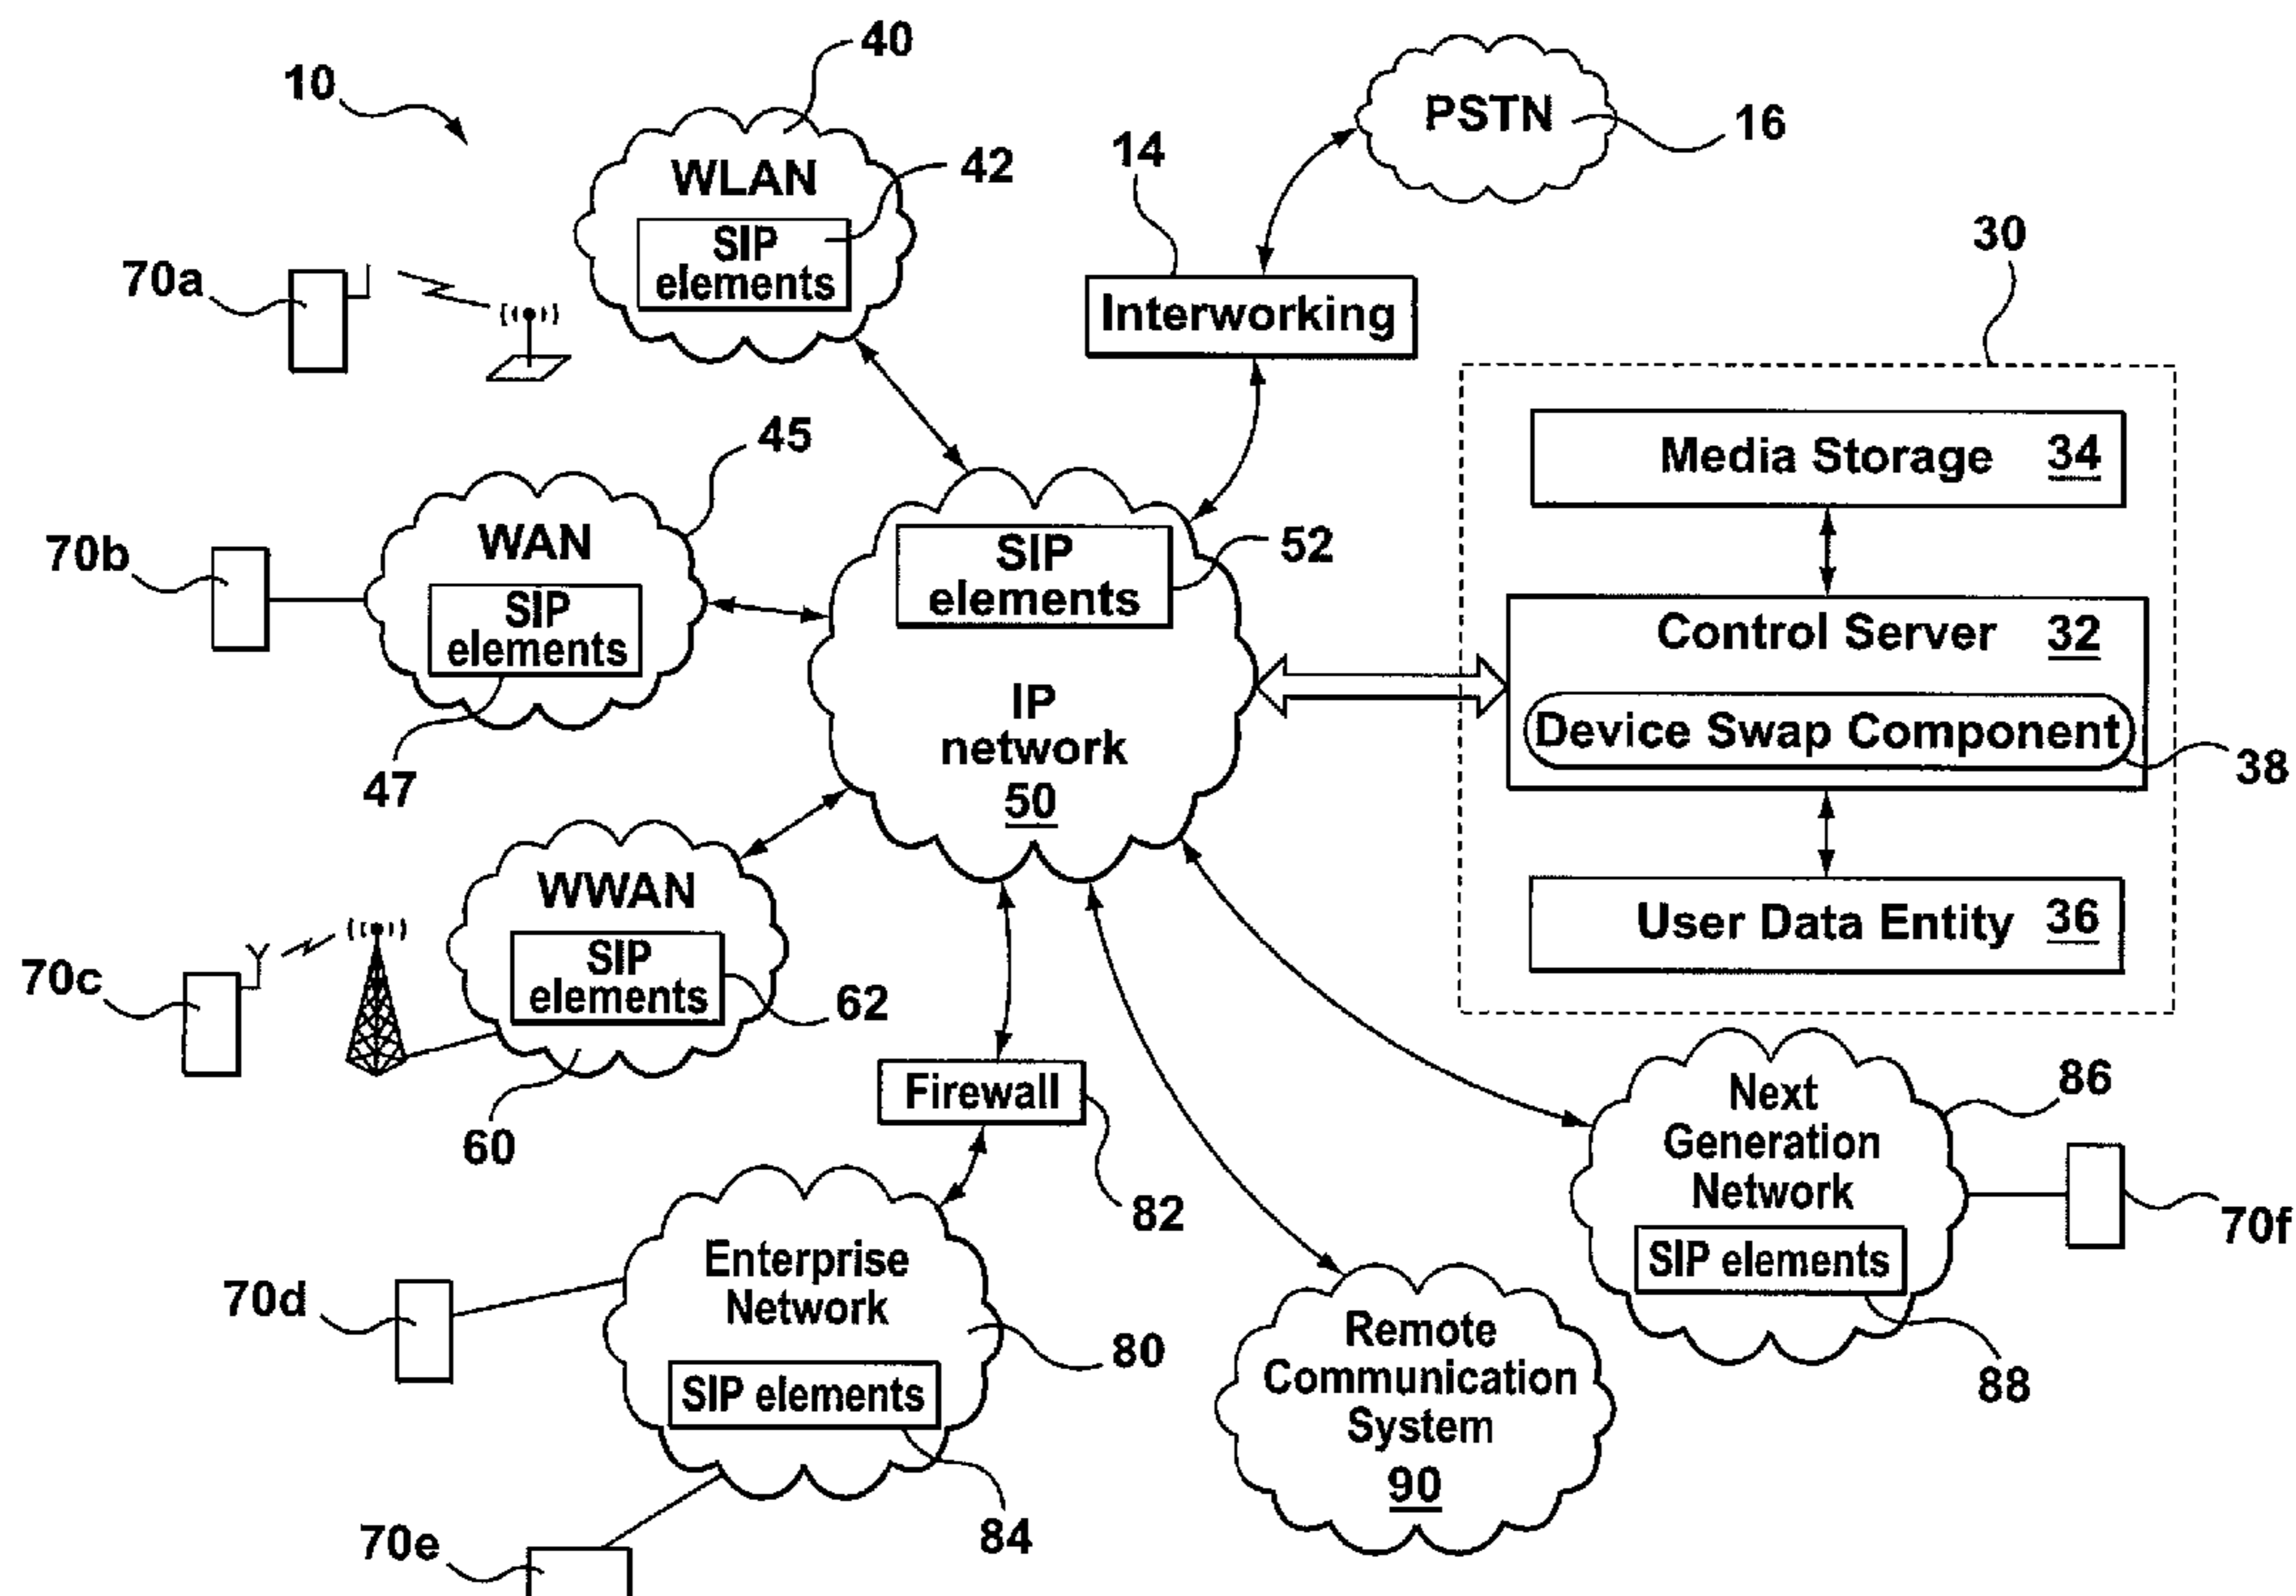 40
10
PSTN
16
WLAN
42
14
SIP
elements
30
70a
Interworking
45
Media Storage 34
WAN
70b
SIP
elements
52
SIP
elements
Control Server 32
IP
network
50
Device Swap Component
38
47
WWAN
SIP
elements
User Data Entity 36
70c
62
60
Firewall
82
Next
Generation
Network
86
SIP elements
70f
88
Enterprise
Network
70d
80
SIP elements
84
70e
Remote
Communication
System
90